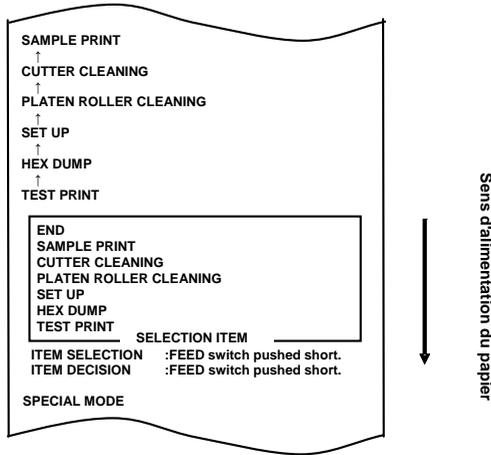 SAMPLE PRINT
↑
CUTTER CLEANING
↑
PLATEN ROLLER CLEANING
↑
SET UP
↑
HEX DUMP
↑
TEST PRINT
END
SAMPLE PRINT
CUTTER CLEANING
PLATEN ROLLER CLEANING
SET UP
HEX DUMP
TEST PRINT
SELECTION ITEM
ITEM SELECTION :FEED switch pushed short.
ITEM DECISION :FEED switch pushed short.
SPECIAL MODE
Sens d'alimentation du papier